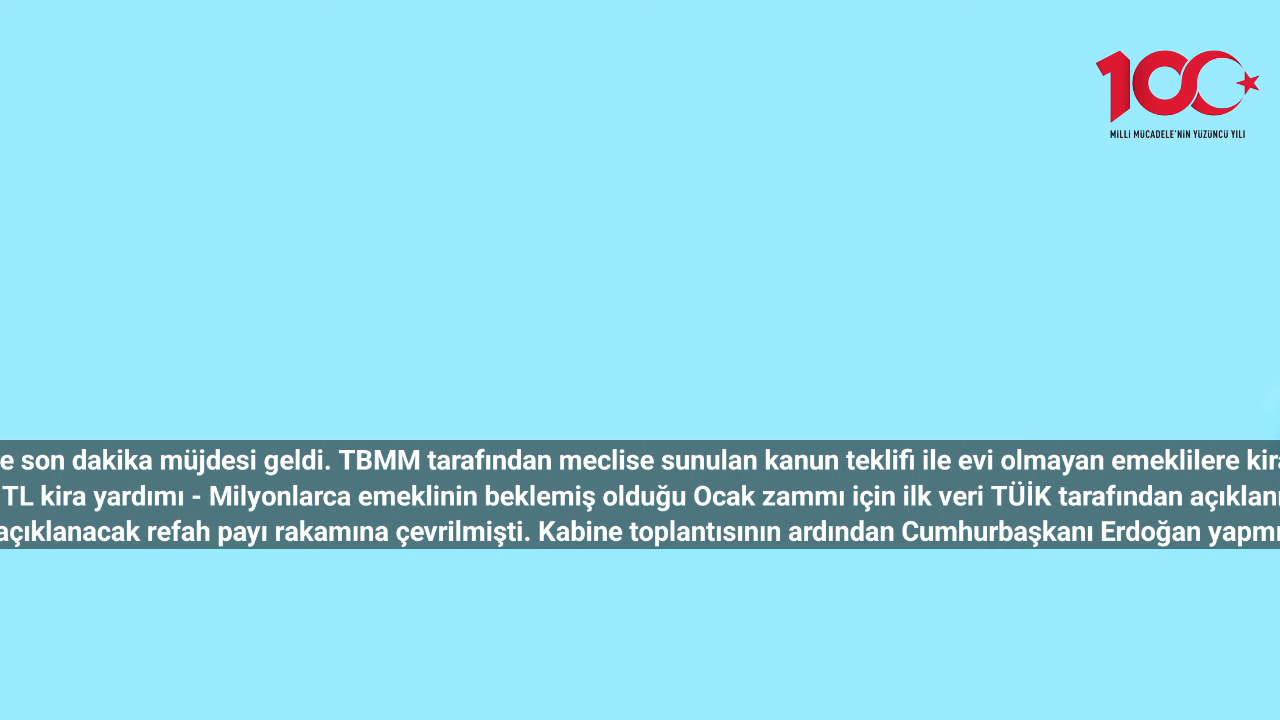 100
MİLLİ MÜCADELE'NİN YÜZÜNCÜ YILI
e son dakika müjdesi geldi. TBMM tarafından meclise sunulan kanun teklifi ile evi olmayan emeklilere kira
TL kira yardımı - Milyonlarca emeklinin beklemiş olduğu Ocak zammı için ilk veri TÜİK tarafından açıklanı
açıklanacak refah payı rakamına çevrilmişti. Kabine toplantısının ardından Cumhurbaşkanı Erdoğan yapmı